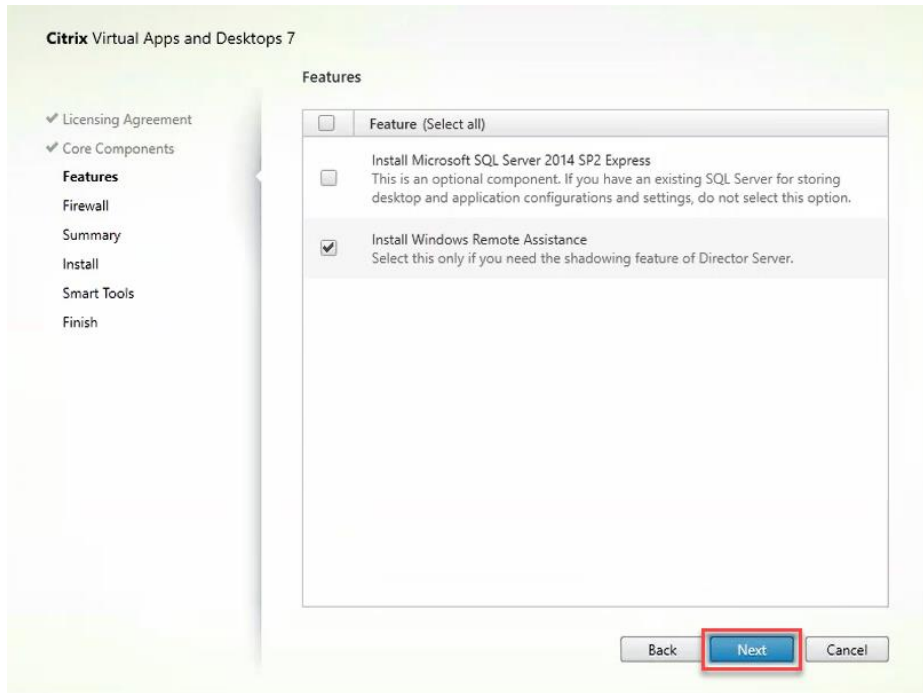 Citrix Virtual Apps and Desktops 7
Features
Licensing Agreement
Core Components
Features
Firewall
Summary
Install
Smart Tools
Finish
Feature (Select all)
Install Microsoft SQL Server 2014 SP2 Express
This is an optional component. If you have an existing SQL Server for storing
desktop and application configurations and settings, do not select this option.
Install Windows Remote Assistance
Select this only if you need the shadowing feature of Director Server.
Back Next Cancel